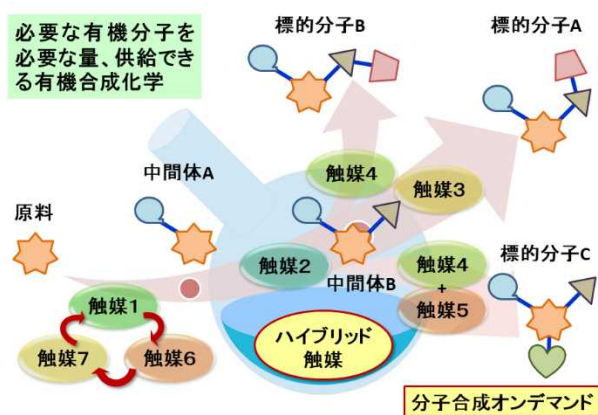 必要な有機分子を
必要な量、供給でき
る有機合成化学
標的分子B
標的分子A
中間体A
原料
触媒4
触媒3
触媒2
中間体B
触媒4
+
触媒5
標的分子C
触媒1
触媒7
触媒6
ハイブリッド
触媒
分子合成オンデマンド